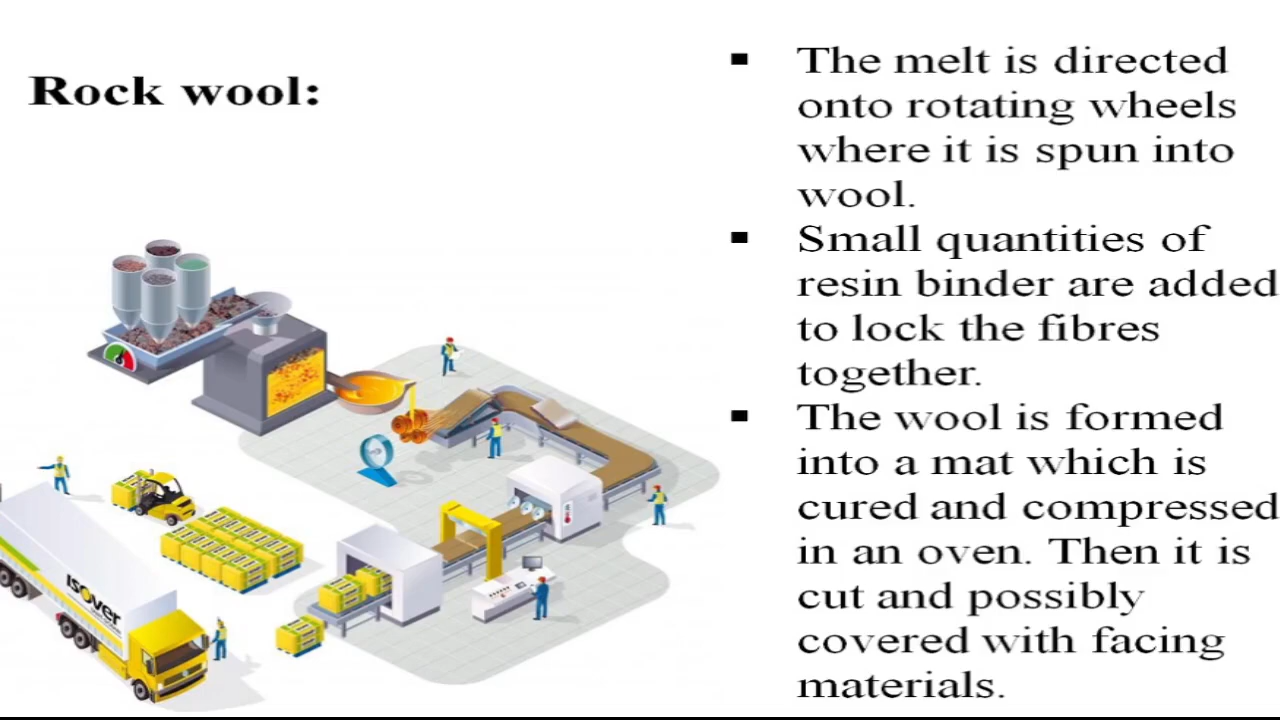 Rock wool:
▪ The melt is directed
onto rotating wheels
where it is spun into
wool.
▪ Small quantities of
resin binder are added
to lock the fibres
together.
▪ The wool is formed
into a mat which is
cured and compressed
in an oven. Then it is
cut and possibly
covered with facing
materials.
isover